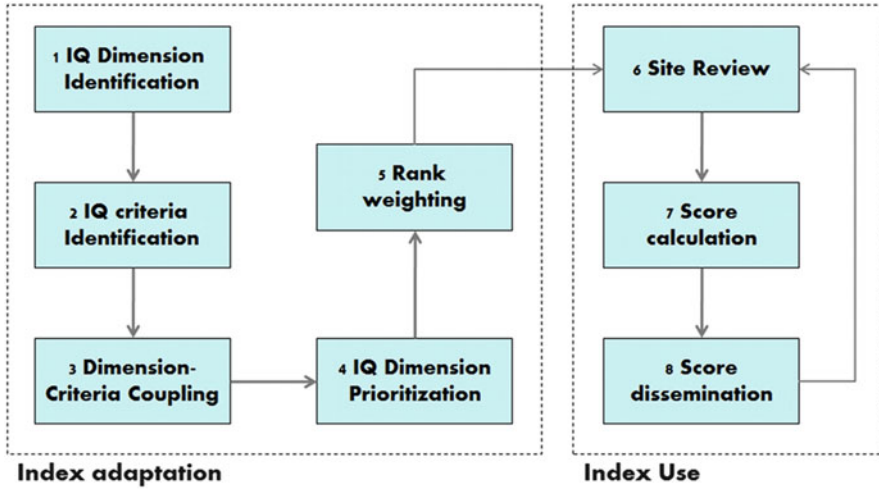 1 IQ Dimension
Identification
2 IQ criteria
Identification
3 Dimension-
Criteria Coupling
4 IQ Dimension
Prioritization
5 Rank
weighting
6 Site Review
7 Score
calculation
8 Score
dissemination
Index adaptation
Index Use